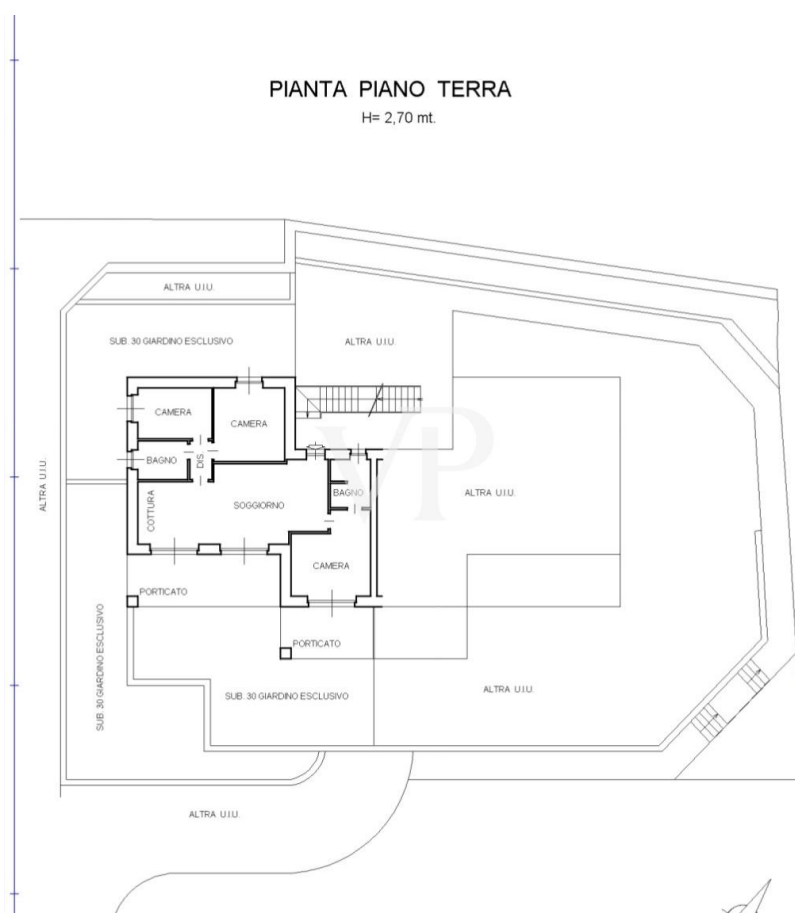 PIANTA PIANO TERRA
H= 2,70 mt.
ALTRA U.I.U.
SUB. 30 GIARDINO ESCLUSIVO
ALTRA U.I.U.
CAMERA
CAMERA
BAGNO
DIS.
VP
ALTRA U.I.U.
COTTURA
SOGGIORNO
BAGNO
ALTRA U.I.U.
CAMERA
PORTICATO
SUB. 30 GIARDINO ESCLUSIVO
PORTICATO
SUB. 30 GIARDINO ESCLUSIVO
ALTRA U.I.U.
ALTRA U.I.U.